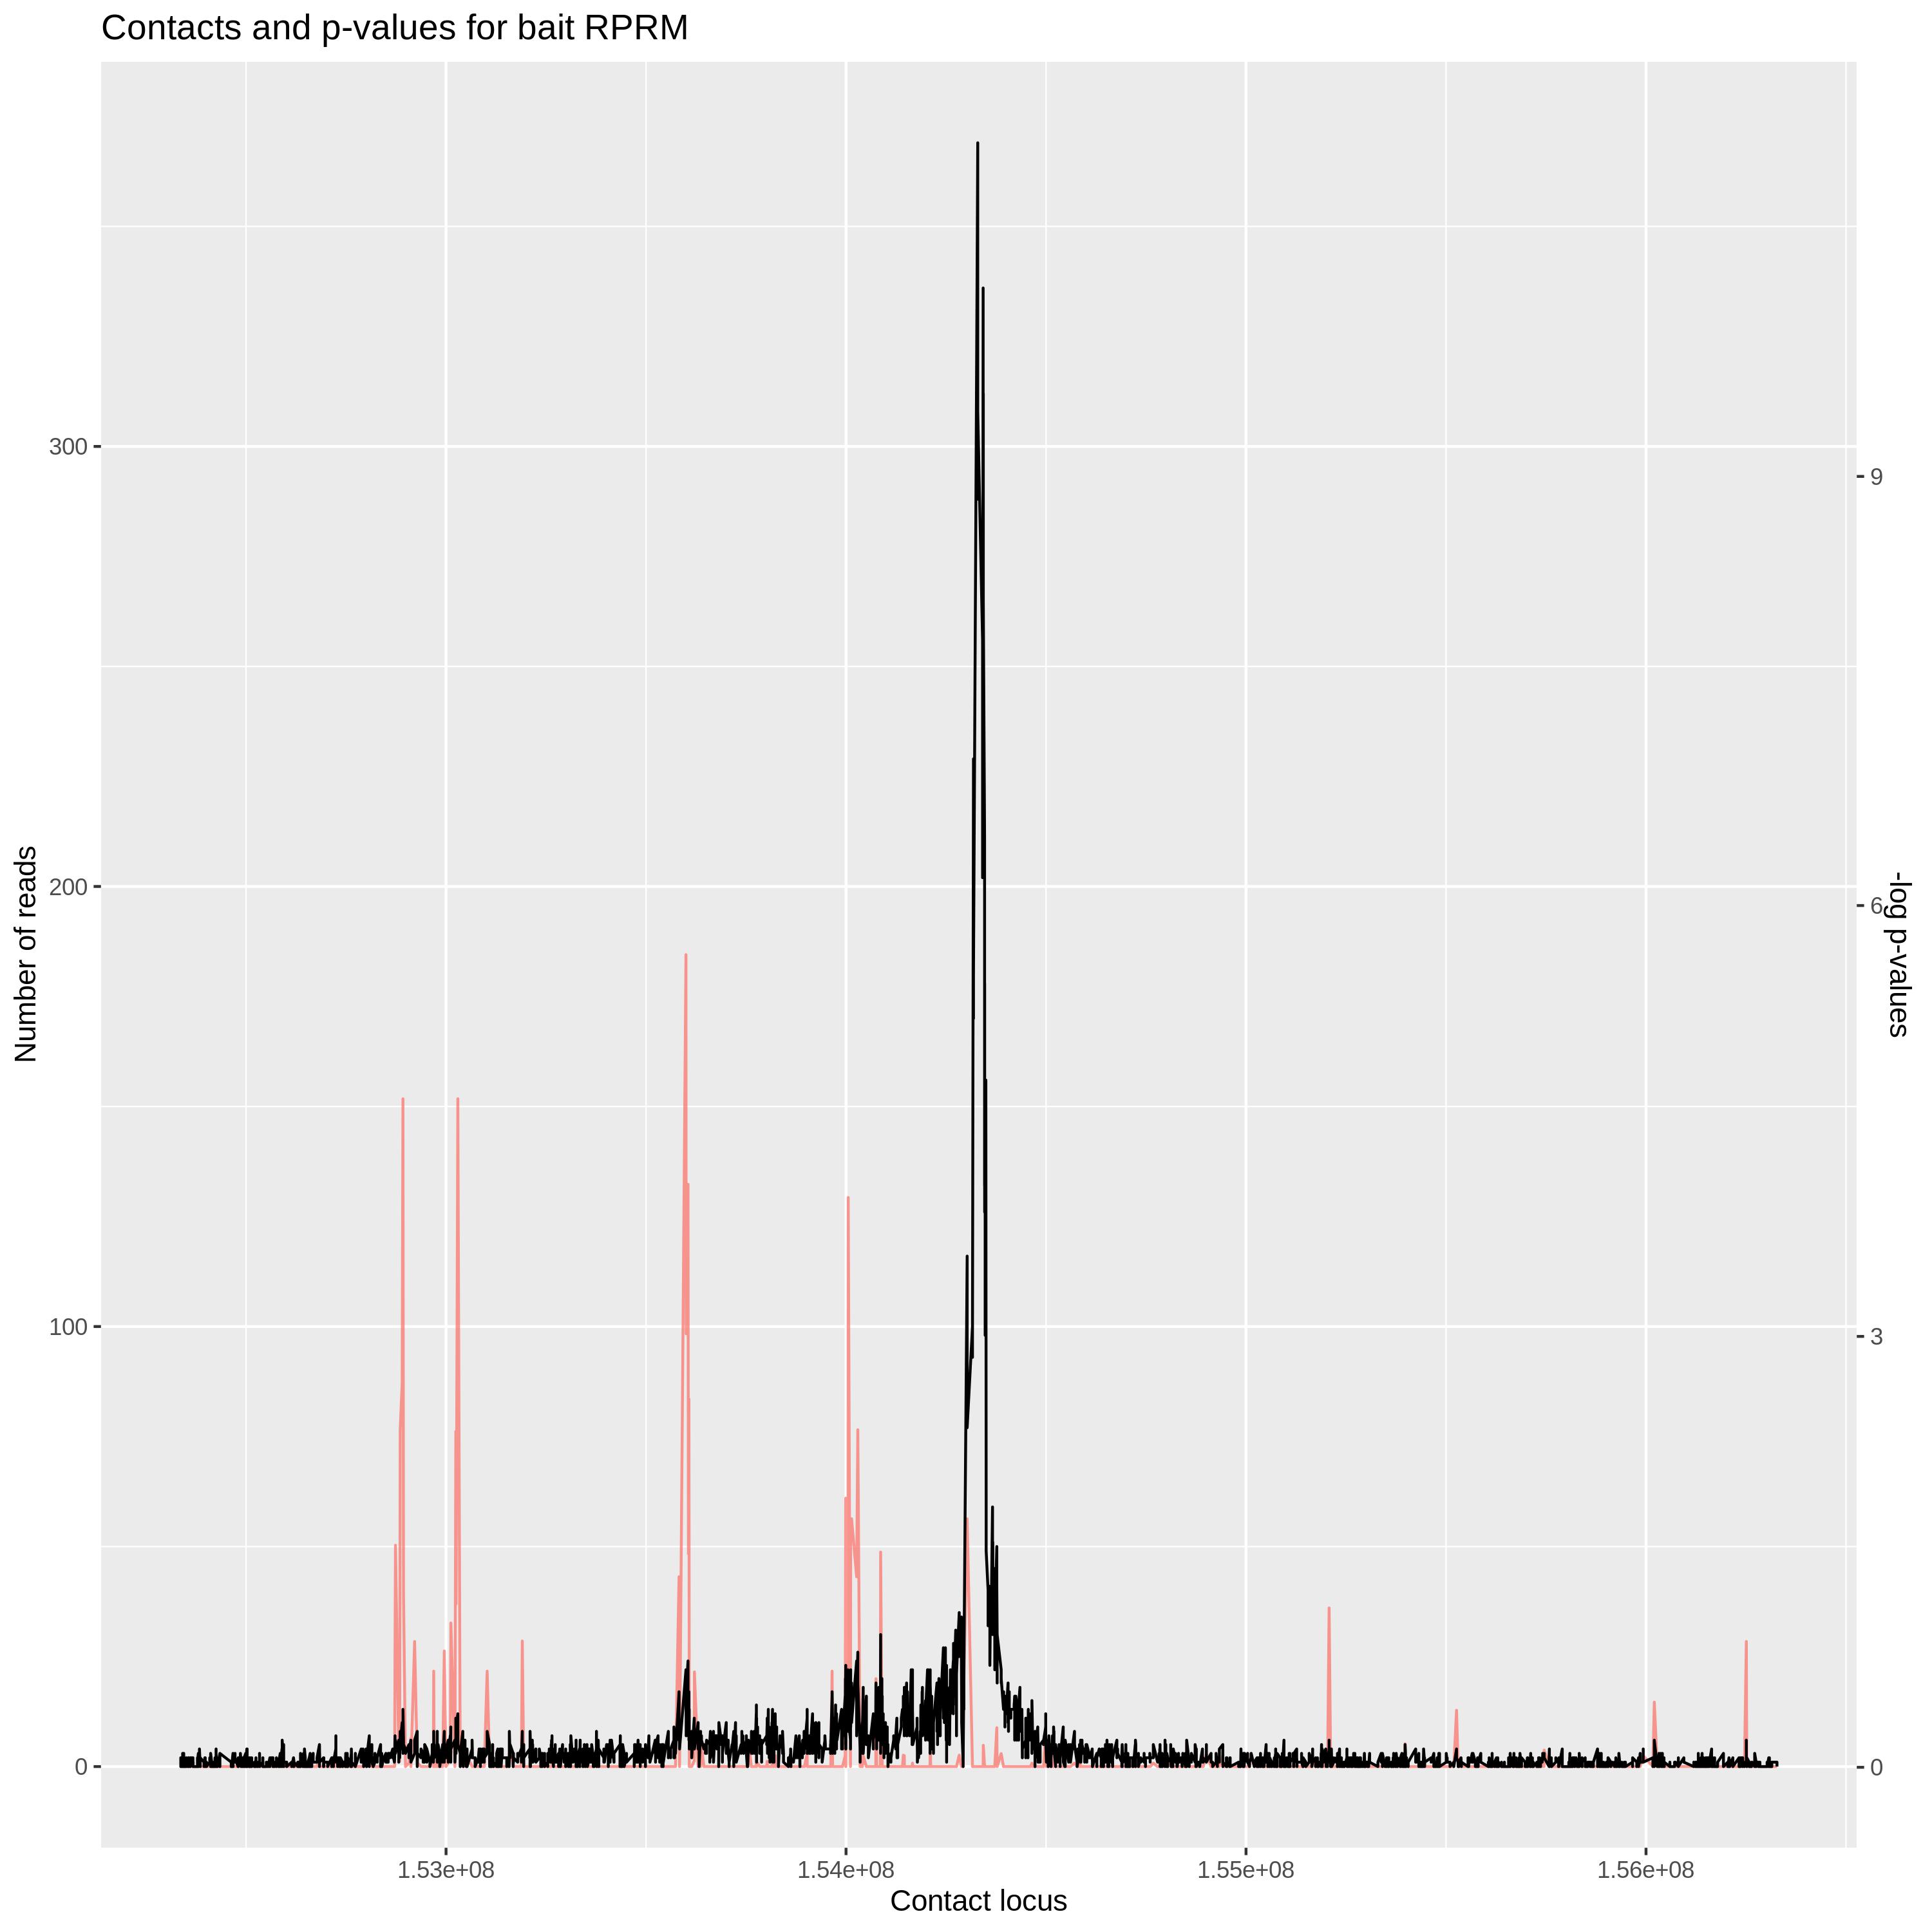 Contacts and p-values for bait RPRM
Number of reads
300
200
100
0
9
6
3
0
-log p-values
1.53e+08
1.54e+08
1.55e+08
1.56e+08
Contact locus